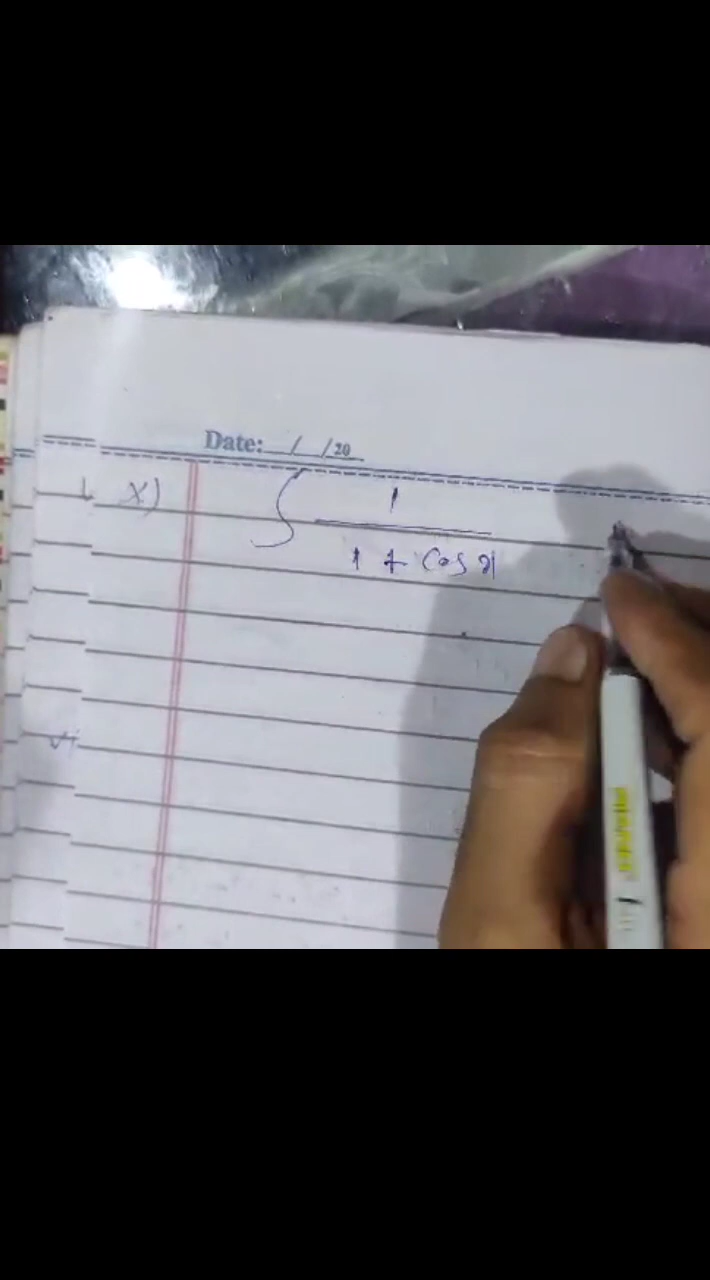 Date: / /20
x) ∫ 1
1 + cos x